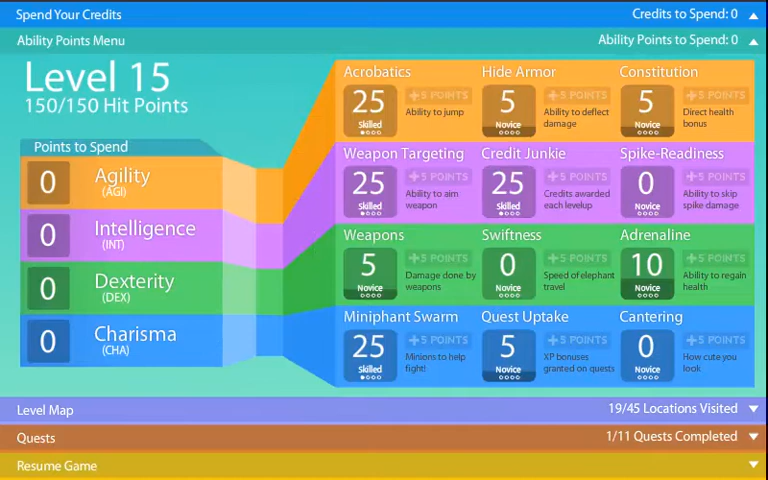 Spend Your Credits
Credits to Spend: 0
Ability Points Menu
Ability Points to Spend: 0
Level 15
150/150 Hit Points
Points to Spend
0 Agility
(AGI)
0 Intelligence
(INT)
0 Dexterity
(DEX)
0 Charisma
(CHA)
Acrobatics
25
Skilled
+5 POINTS
Ability to jump
Hide Armor
5
Novice
+5 POINTS
Ability to deflect
damage
Constitution
5
Novice
+5 POINTS
Direct health
bonus
Weapon Targeting
25
Skilled
+5 POINTS
Ability to aim
weapon
Credit Junkie
25
Skilled
+5 POINTS
Credits awarded
each levelup
Spike-Readiness
0
Novice
+5 POINTS
Ability to skip
spike damage
Weapons
5
Novice
+5 POINTS
Damage done by
weapons
Swiftness
0
Novice
+5 POINTS
Speed of elephant
travel
Adrenaline
10
Novice
+5 POINTS
Ability to regain
health
Miniphant Swarm
25
Skilled
+5 POINTS
Minions to help
fight!
Quest Uptake
5
Novice
+5 POINTS
XP bonuses
granted on quests
Cantering
0
Novice
+5 POINTS
How cute you
look
Level Map
19/45 Locations Visited
Quests
1/11 Quests Completed
Resume Game